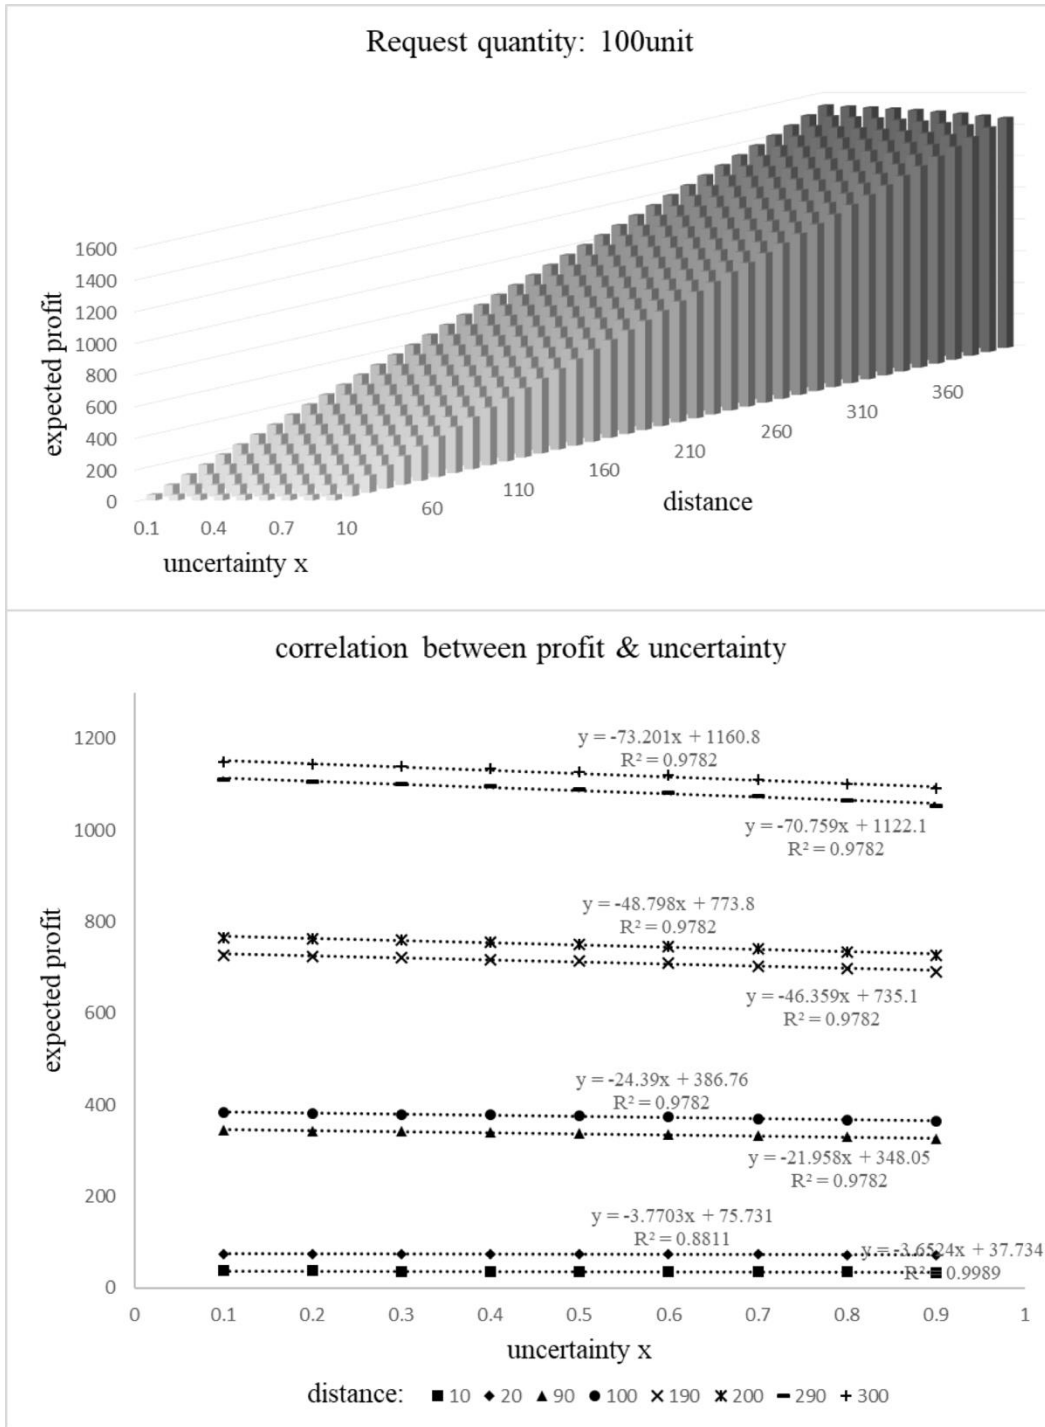 Request quantity: 100unit
1600
1400
1200
1000
800
600
400
200
0
expected profit
0.1 0.4 0.7 10 60 110 160 210 260 310 360
uncertainty x
distance
correlation between profit & uncertainty
1200
1000
800
600
400
200
0
expected profit
y = -73.201x + 1160.8
R² = 0.9782
y = -70.759x + 1122.1
R² = 0.9782
y = -48.798x + 773.8
R² = 0.9782
y = -46.359x + 735.1
R² = 0.9782
y = -24.39x + 386.76
R² = 0.9782
y = -21.958x + 348.05
R² = 0.9782
y = -3.7703x + 75.731
R² = 0.8811
y = -3.6524x + 37.734
R² = 0.9989
0 0.1 0.2 0.3 0.4 0.5 0.6 0.7 0.8 0.9 1
uncertainty x
distance: 10 20 90 100 190 200 290 300